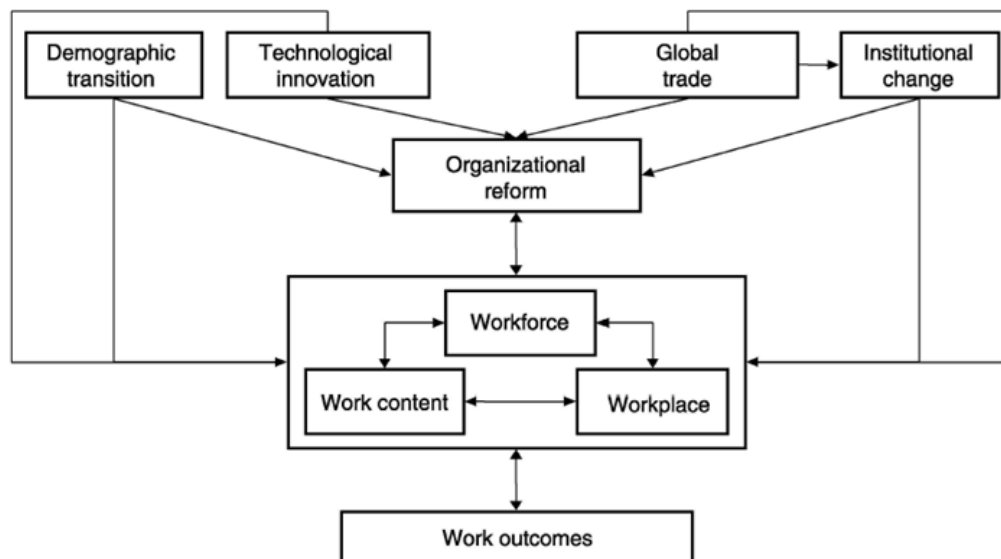 Demographic
transition
Technological
innovation
Global
trade
Institutional
change
Organizational
reform
Workforce
Work content
Workplace
Work outcomes